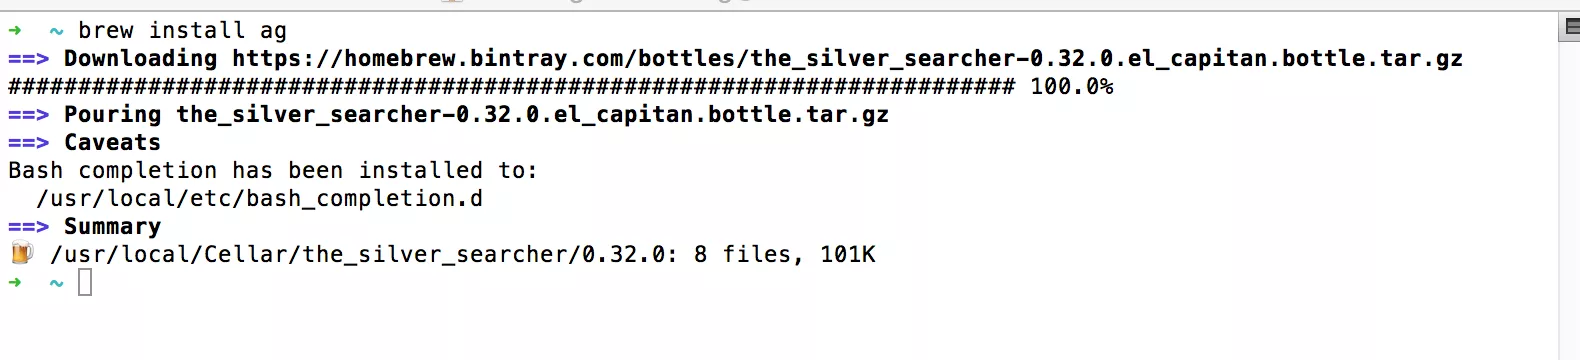 ➜ ~ brew install ag
==> Downloading https://homebrew.bintray.com/bottles/the_silver_searcher-0.32.0.el_capitan.bottle.tar.gz
######################################################################## 100.0%
==> Pouring the_silver_searcher-0.32.0.el_capitan.bottle.tar.gz
==> Caveats
Bash completion has been installed to:
/usr/local/etc/bash_completion.d
==> Summary
🍺 /usr/local/Cellar/the_silver_searcher/0.32.0: 8 files, 101K
➜ ~